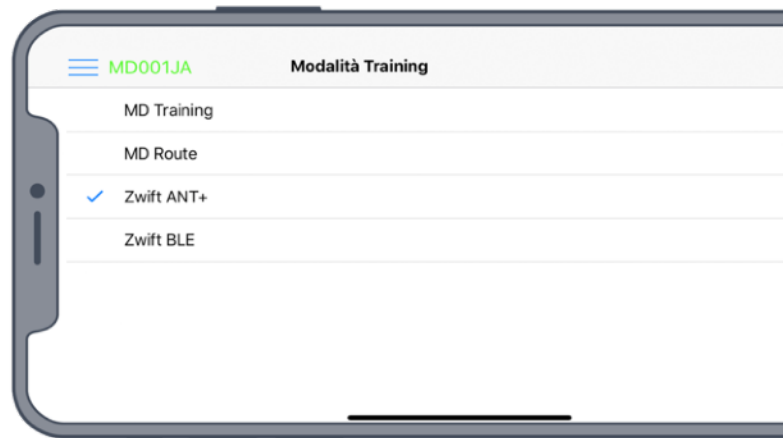 MD001JA Modalità Training
MD Training
MD Route
Zwift ANT+
Zwift BLE